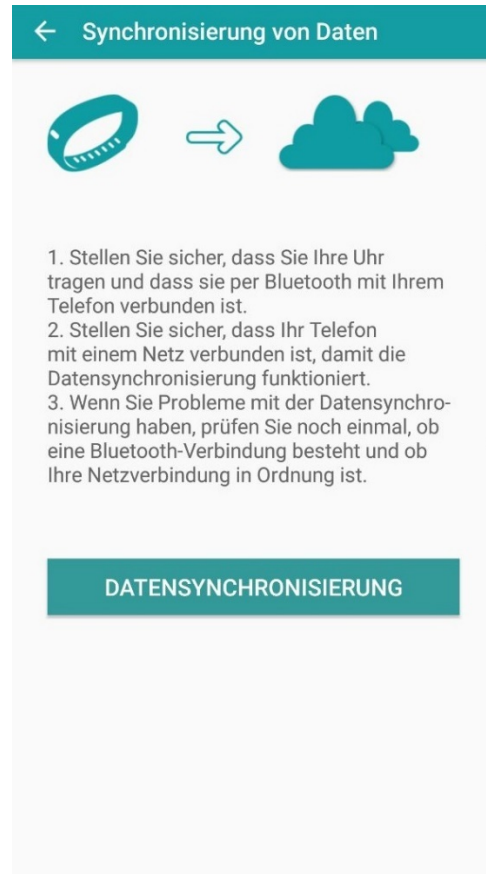 Synchronisierung von Daten
1. Stellen Sie sicher, dass Sie Ihre Uhr
tragen und dass sie per Bluetooth mit Ihrem
Telefon verbunden ist.
2. Stellen Sie sicher, dass Ihr Telefon
mit einem Netz verbunden ist, damit die
Datensynchronisierung funktioniert.
3. Wenn Sie Probleme mit der Datensynchro-
nisierung haben, prüfen Sie noch einmal, ob
eine Bluetooth-Verbindung besteht und ob
Ihre Netzverbindung in Ordnung ist.
DATENSYNCHRONISIERUNG